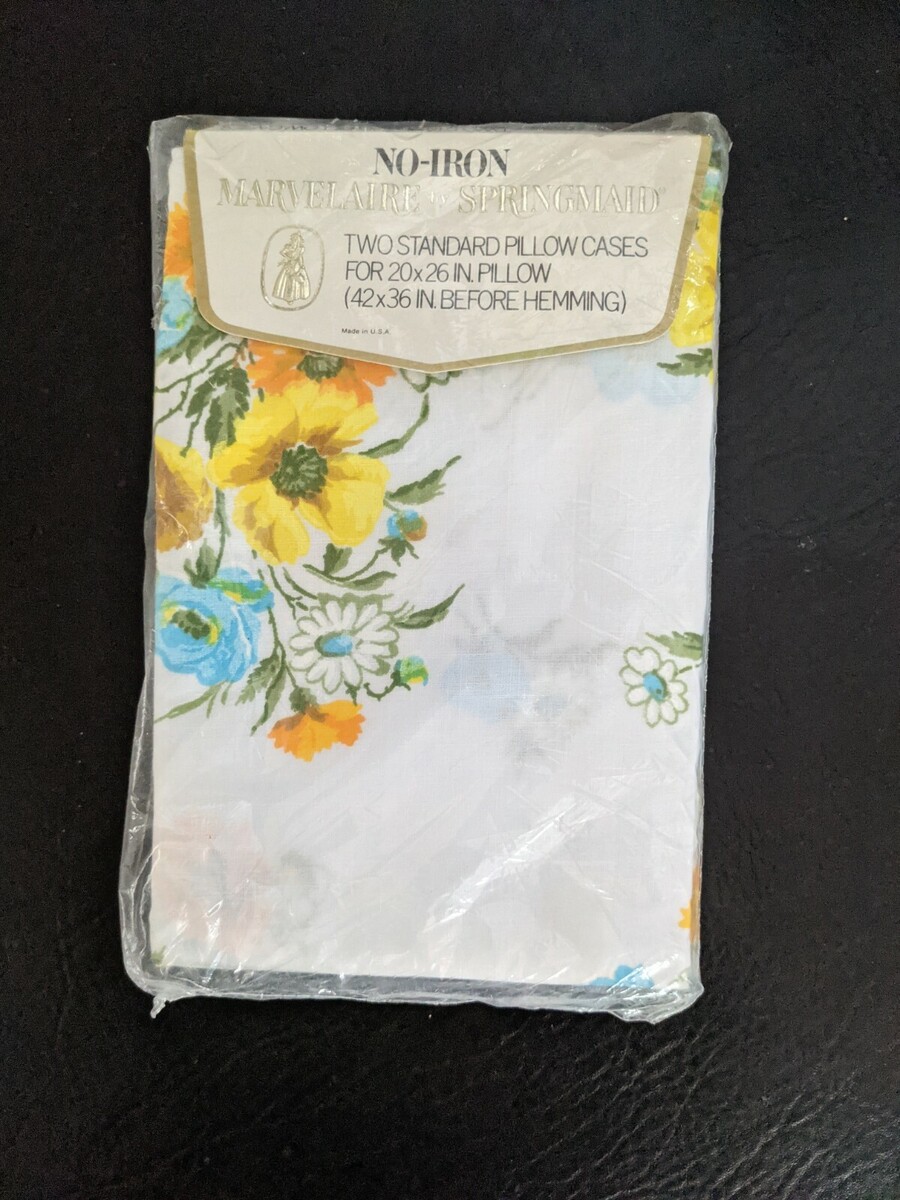 NO-IRON
MARVELAIRE by SPRINGMAID®
TWO STANDARD PILLOW CASES
FOR 20x26 IN. PILLOW
(42x36 IN. BEFORE HEMMING)
Made in U.S.A.